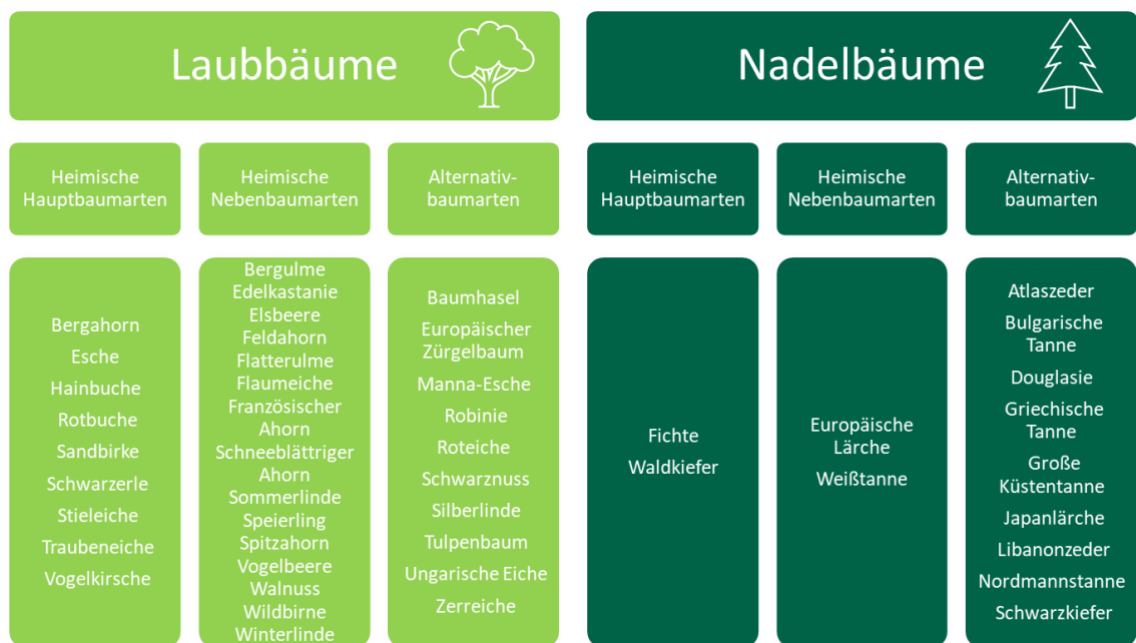 Laubbäume
Heimische
Hauptbaumarten
Heimische
Nebenbaumarten
Alternativ-
baumarten
Bergahorn
Esche
Hainbuche
Rotbuche
Sandbirke
Schwarzerle
Stieleiche
Traubeneiche
Vogelkirsche
Bergulme
Edelkastanie
Elsbeere
Feldahorn
Flatterulme
Flaumeiche
Französischer
Ahorn
Schneeblättriger
Ahorn
Sommerlinde
Speierling
Spitzahorn
Vogelbeere
Walnuss
Wildbirne
Winterlinde
Baumhasel
Europäischer
Zürgelbaum
Manna-Esche
Robinie
Roteiche
Schwarznuss
Silberlinde
Tulpenbaum
Ungarische Eiche
Zerreiche
Nadelbäume
Heimische
Hauptbaumarten
Heimische
Nebenbaumarten
Alternativ-
baumarten
Fichte
Waldkiefer
Europäische
Lärche
Weißtanne
Atlaszeder
Bulgarische
Tanne
Douglasie
Griechische
Tanne
Große
Küstentanne
Japanlärche
Libanonzeder
Nordmannstanne
Schwarzkiefer